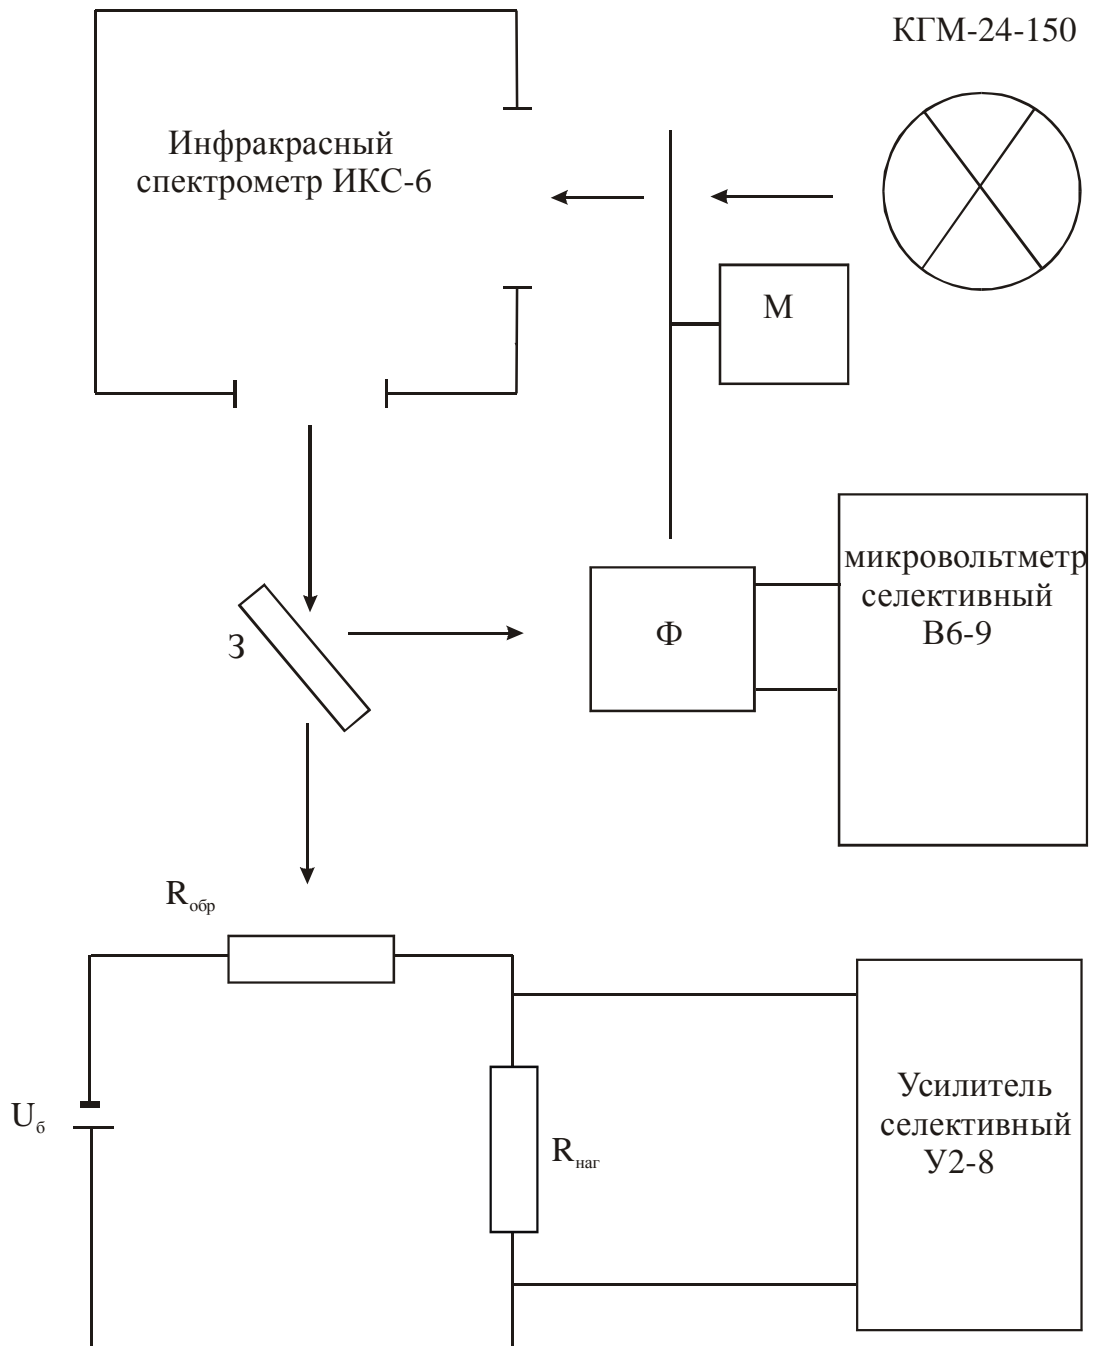 КГМ-24-150
Инфракрасный
спектрометр ИКС-6
М
микровольтметр
селективный
В6-9
Ф
З
Rобр
Uб
Rнаг
Усилитель
селективный
У2-8